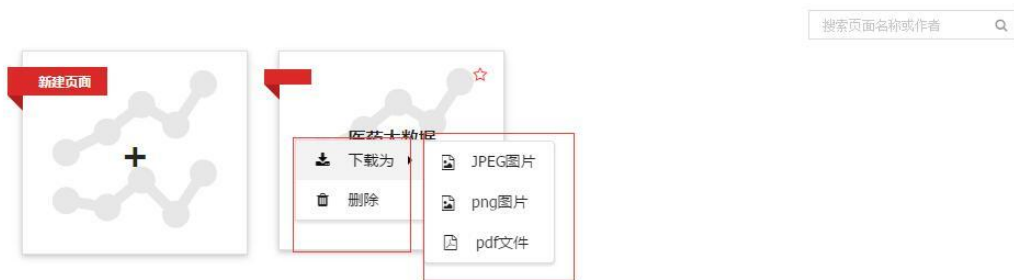 搜索页面名称或作者
新建页面
+
医药大数据
下载为
删除
JPEG图片
png图片
pdf文件